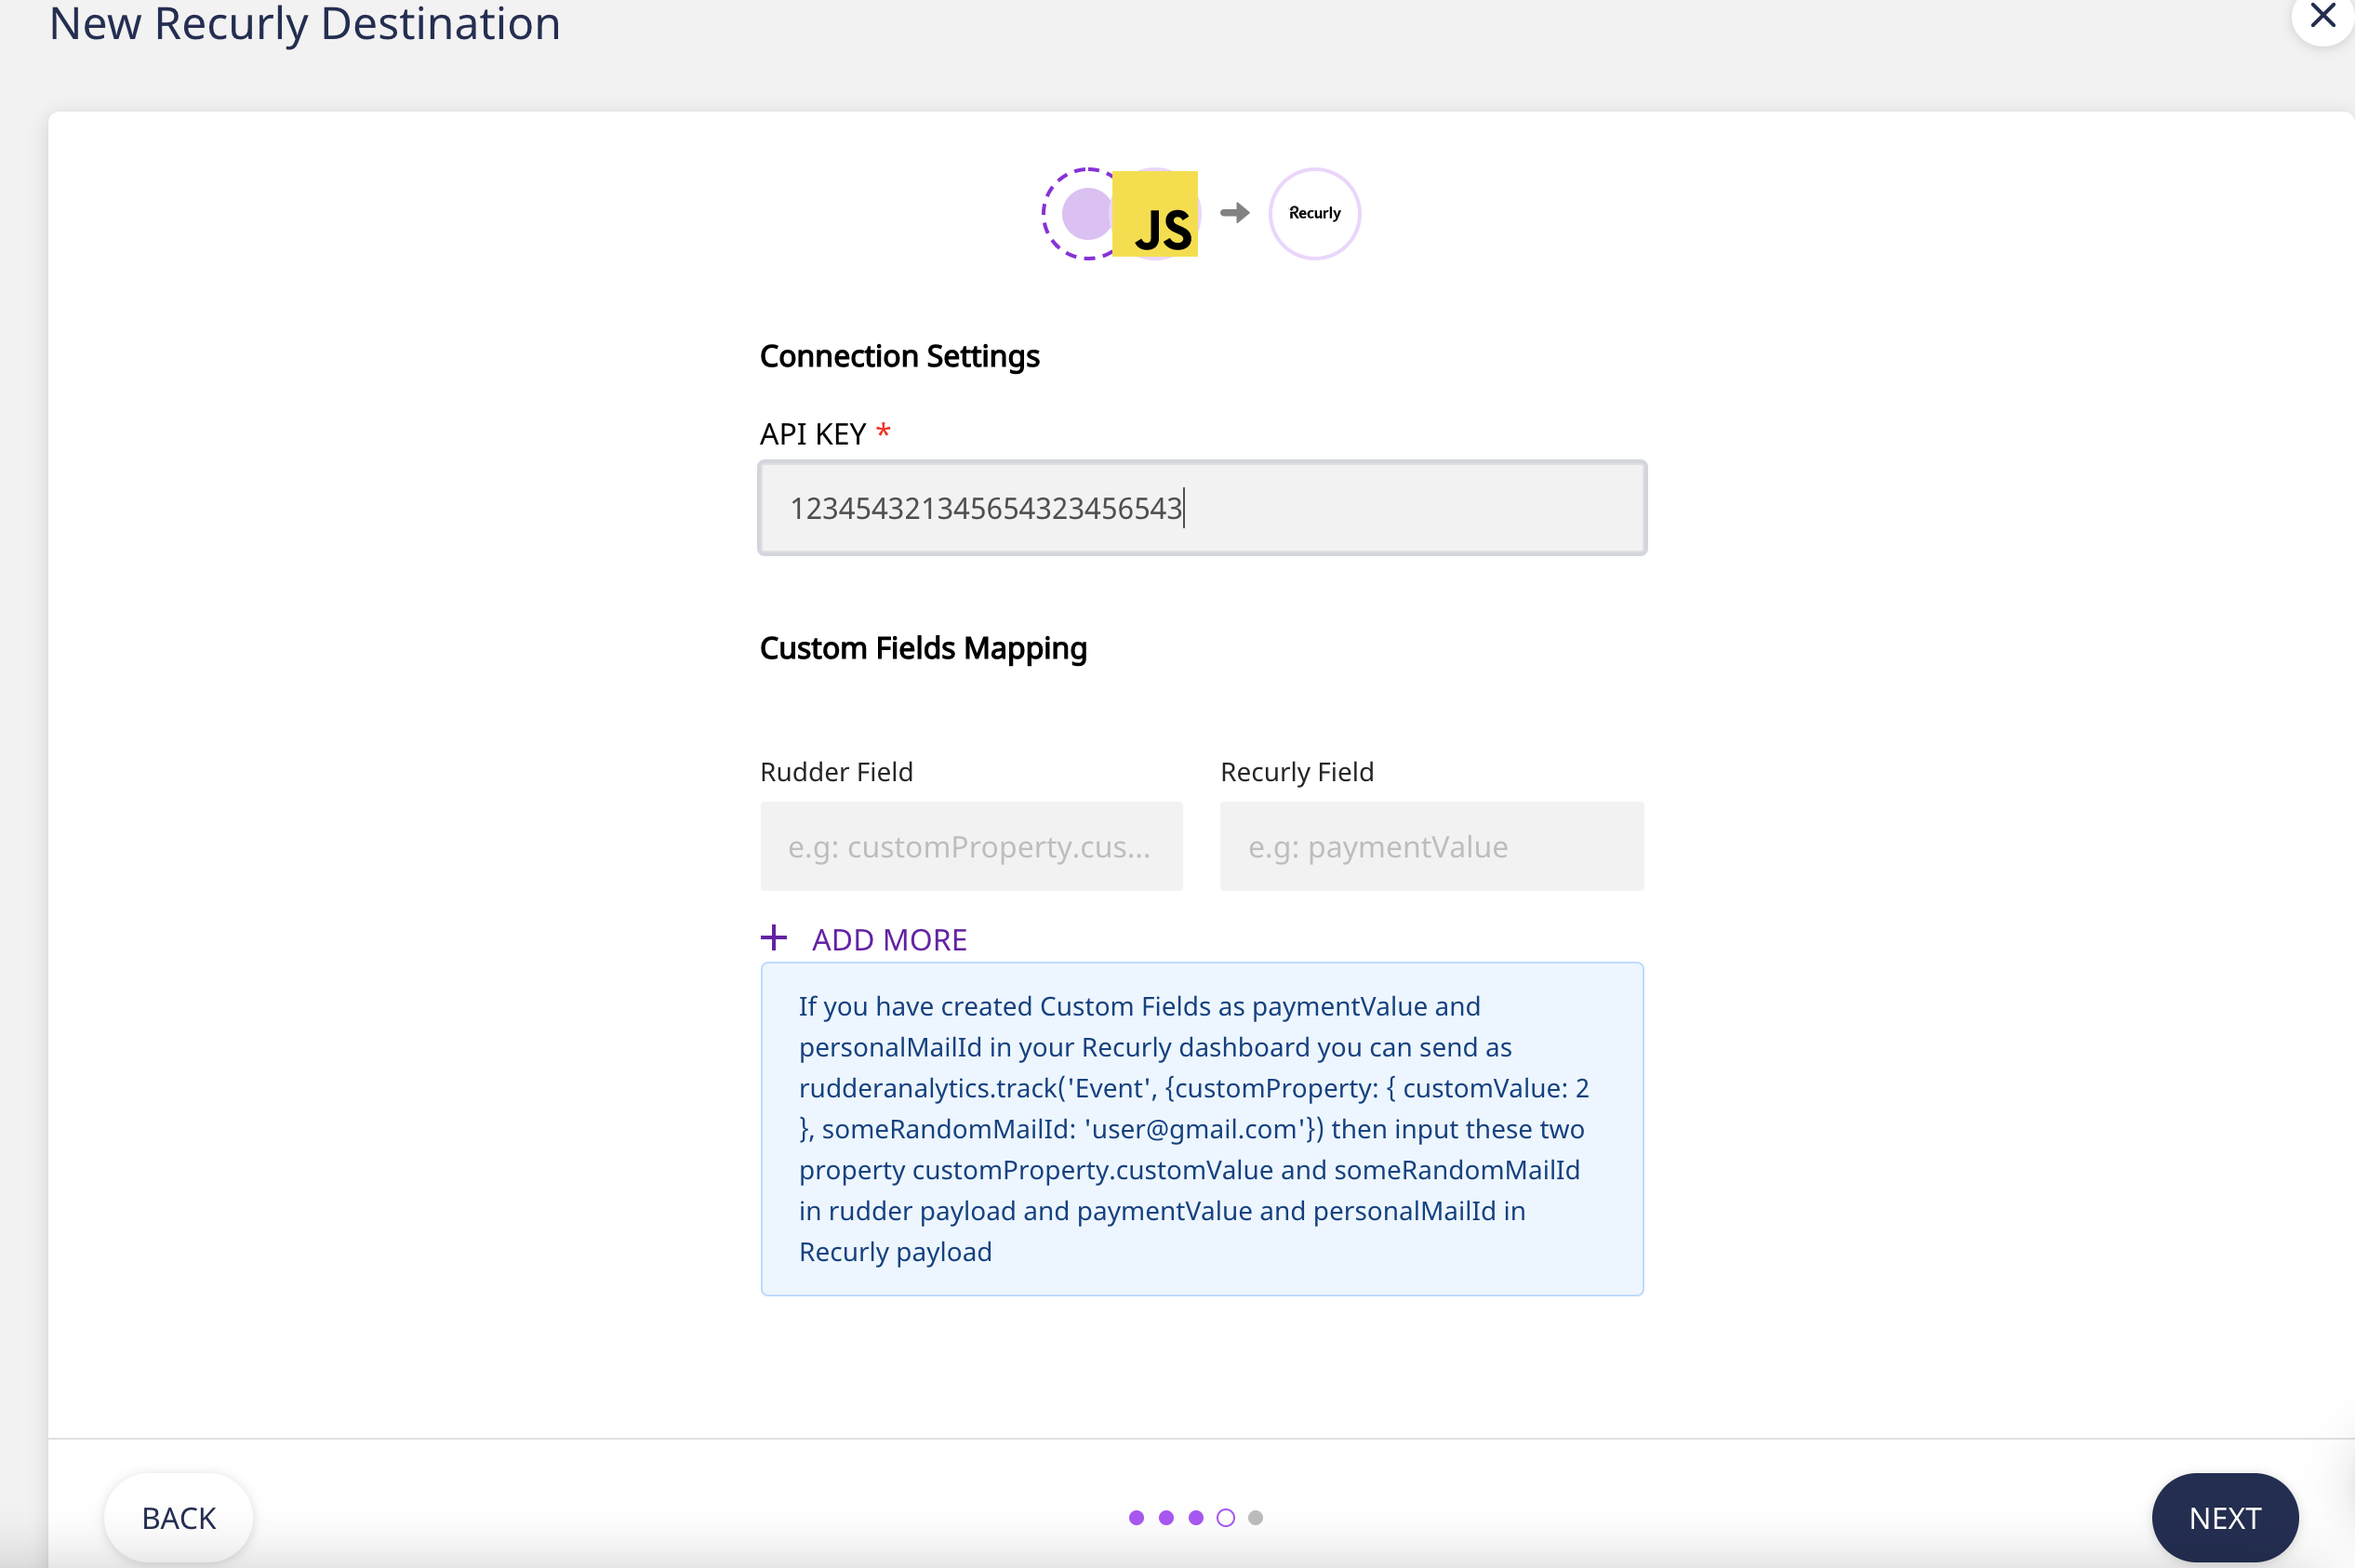 New Recurly Destination
JS
Recurly
Connection Settings
API KEY *
123454321345654323456543
Custom Fields Mapping
Rudder Field
Recurly Field
e.g: customProperty.cus...
e.g: paymentValue
+ ADD MORE
If you have created Custom Fields as paymentValue and
personalMailId in your Recurly dashboard you can send as
rudderanalytics.track('Event', {customProperty: { customValue: 2
}, someRandomMailId: 'user@gmail.com'}) then input these two
property customProperty.customValue and someRandomMailId
in rudder payload and paymentValue and personalMailId in
Recurly payload
BACK
NEXT